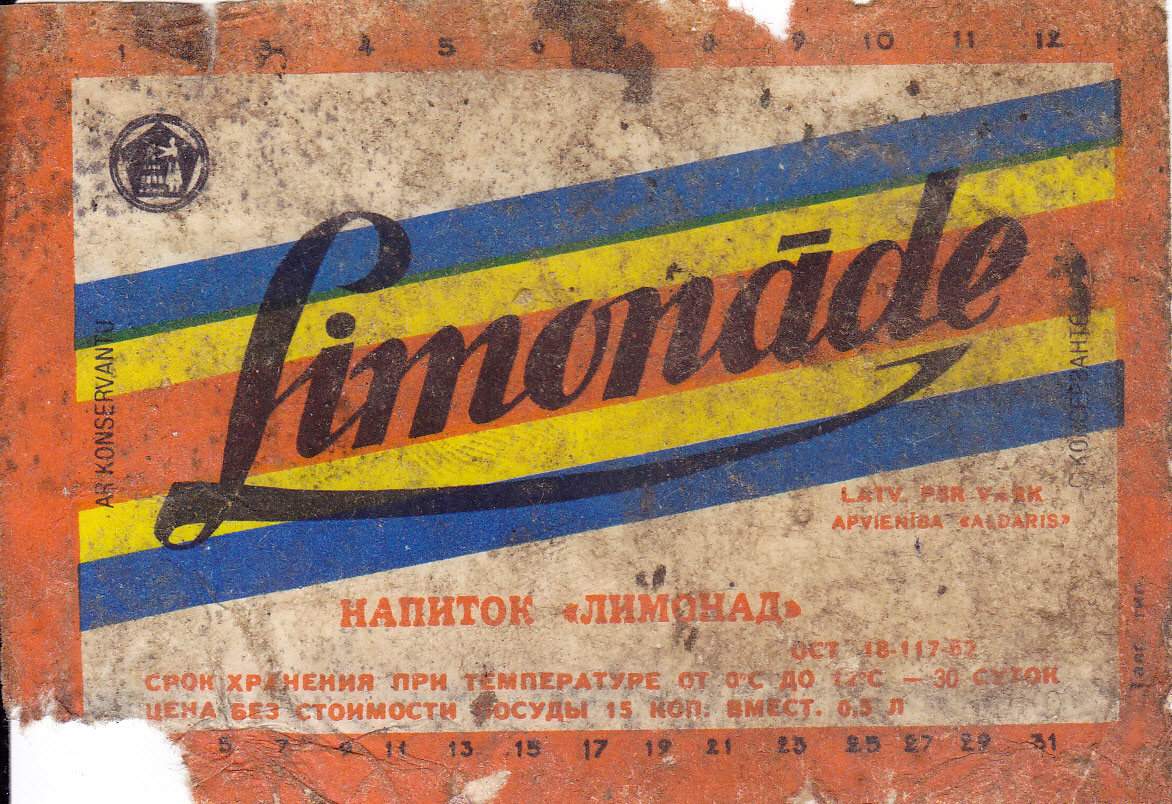 1 3 4 5 6 7 8 9 10 11 12
Limonāde
AR KONSERVANTU
LATV. PSR
APVIENĪBA «ALDARIS»
НАПИТОК «ЛИМОНАД»
ОСТ 18-117-82
СРОК ХРАНЕНИЯ ПРИ ТЕМПЕРАТУРЕ ОТ 0°С ДО 12°С — 30 СУТОК
ЦЕНА БЕЗ СТОИМОСТИ ПОСУДЫ 15 КОП. ВМЕСТ. 0,5 Л
5 7 9 11 13 15 17 19 21 23 25 27 29 31